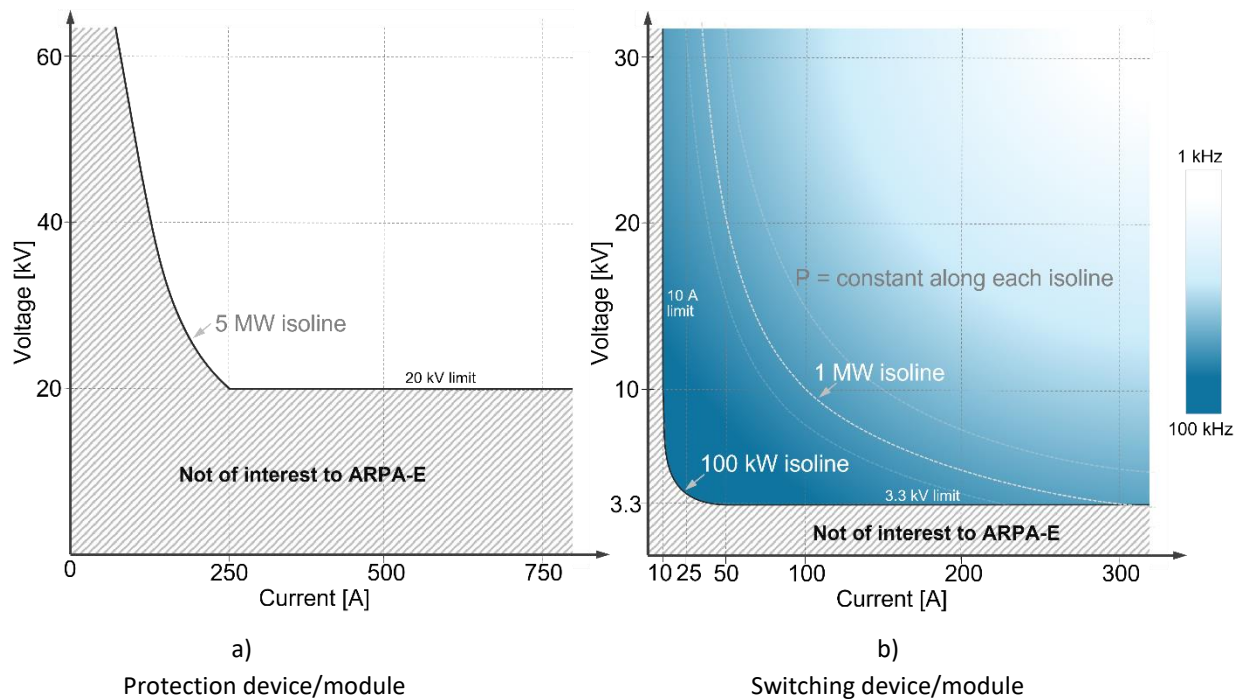 60
40
20
Voltage [kV]
5 MW isoline
20 kV limit
Not of interest to ARPA-E
0
250
500
750
Current [A]
a)
Protection device/module
30
20
10
3.3
Voltage [kV]
10 A
limit
P = constant along each isoline
1 MW isoline
100 kW isoline
3.3 kV limit
Not of interest to ARPA-E
10 25 50 100 200 300
Current [A]
1 kHz
100 kHz
b)
Switching device/module